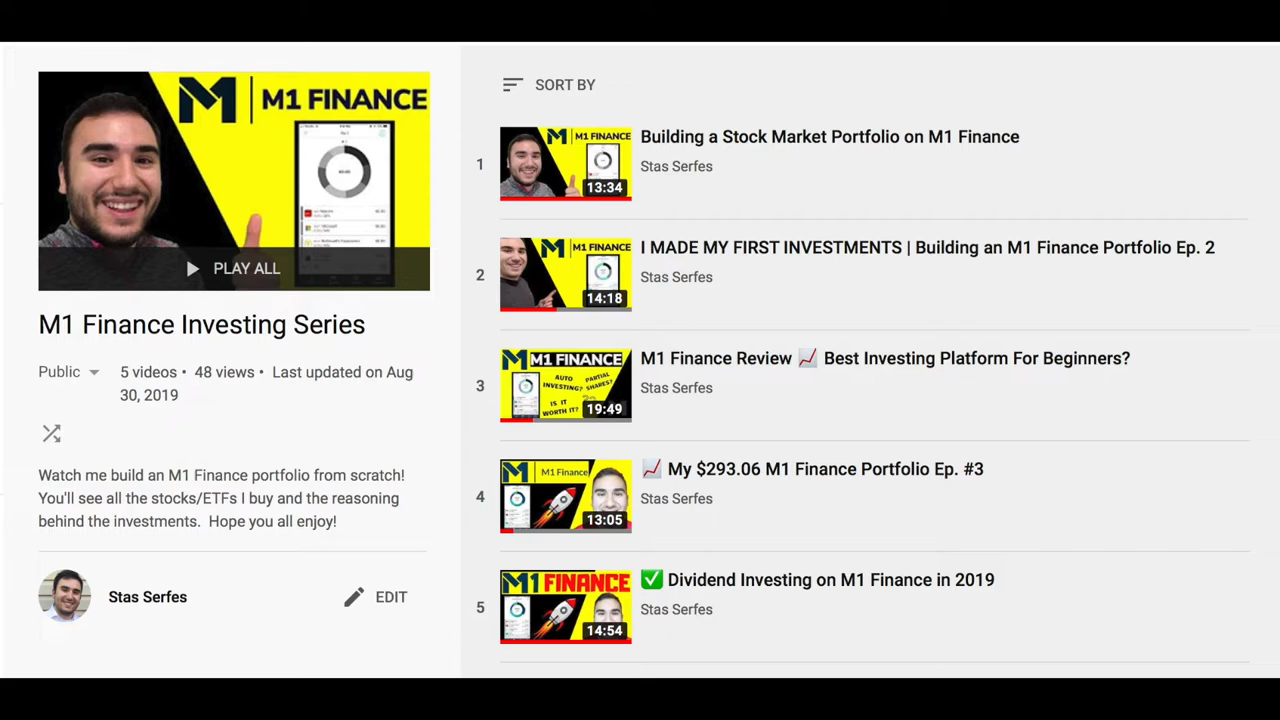 M1 FINANCE
PLAY ALL
M1 Finance Investing Series
Public
5 videos • 48 views • Last updated on Aug
30, 2019
Watch me build an M1 Finance portfolio from scratch!
You'll see all the stocks/ETFs I buy and the reasoning
behind the investments. Hope you all enjoy!
Stas Serfes
EDIT
SORT BY
1
M1 FINANCE
13:34
Building a Stock Market Portfolio on M1 Finance
Stas Serfes
2
M1 FINANCE
14:18
I MADE MY FIRST INVESTMENTS | Building an M1 Finance Portfolio Ep. 2
Stas Serfes
3
M1 FINANCE
AUTO
INVESTING?
PARTIAL
SHARES?
IS IT
WORTH IT?
19:49
M1 Finance Review 📈 Best Investing Platform For Beginners?
Stas Serfes
4
M1 Finance
13:05
📈 My $293.06 M1 Finance Portfolio Ep. #3
Stas Serfes
5
M1 FINANCE
14:54
✅ Dividend Investing on M1 Finance in 2019
Stas Serfes